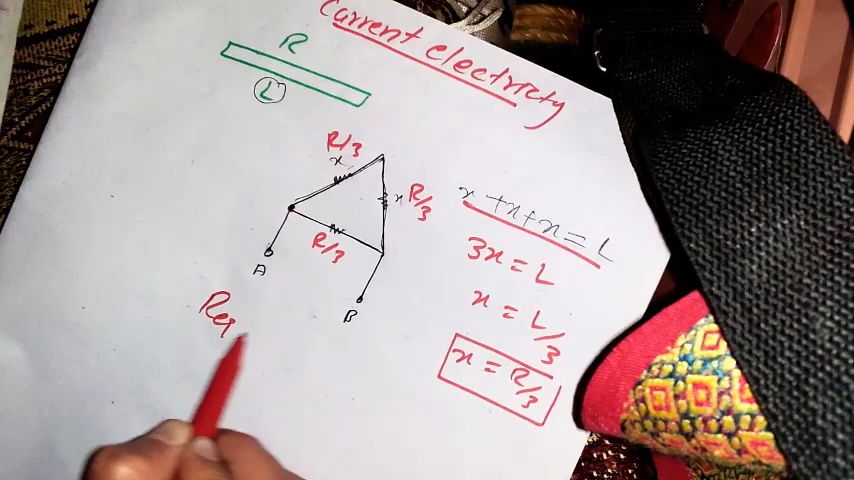 Current electricity
R
L
R/3
x
x R/3
R/3
A
B
Req
x+x+x=L
3x=L
x=L/3
x=R/3